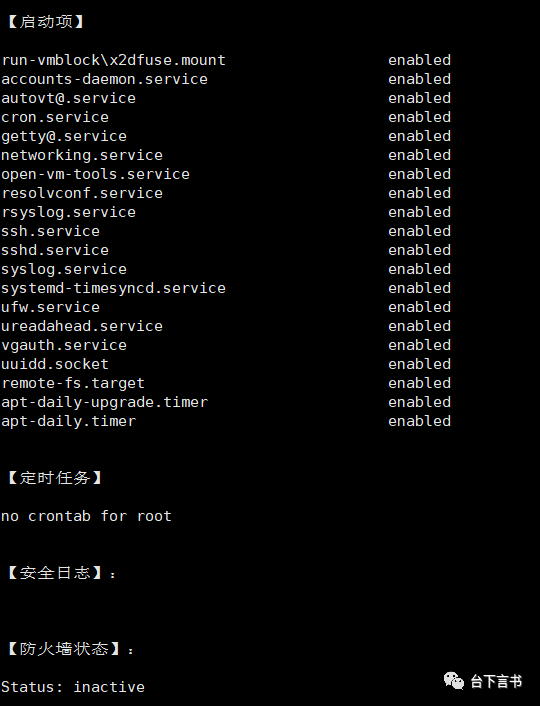 【启动项】
run-vmblock\x2dfuse.mount enabled
accounts-daemon.service enabled
autovt@.service enabled
cron.service enabled
getty@.service enabled
networking.service enabled
open-vm-tools.service enabled
resolvconf.service enabled
rsyslog.service enabled
ssh.service enabled
sshd.service enabled
syslog.service enabled
systemd-timesyncd.service enabled
ufw.service enabled
ureadahead.service enabled
vgauth.service enabled
uuidd.socket enabled
remote-fs.target enabled
apt-daily-upgrade.timer enabled
apt-daily.timer enabled
【定时任务】
no crontab for root
【安全日志】：
【防火墙状态】：
Status: inactive
台下言书